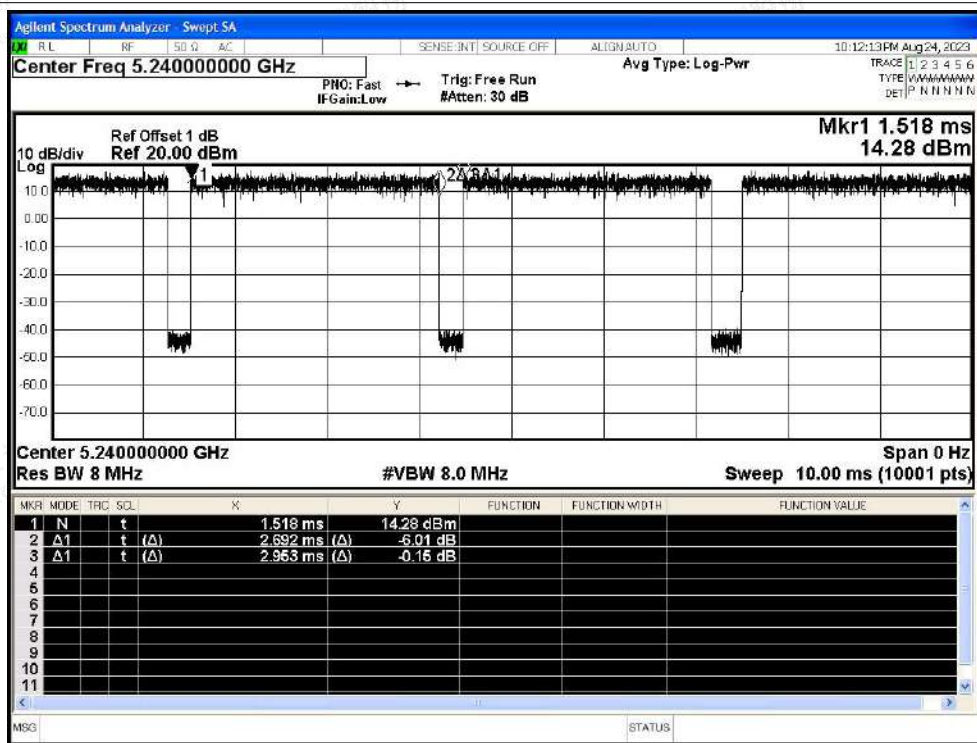 Agilent Spectrum Analyzer - Swept SA
LXI RL RF 50 Ω AC SENSE:INT SOURCE OFF ALIGNAUTO 10:12:13PM Aug24, 2023
Center Freq 5.240000000 GHz Avg Type: Log-Pwr TRACE 1 2 3 4 5 6
PNO: Fast Trig: Free Run TYPE
IFGain:Low #Atten: 30 dB DET P N N N N N
Mkr1 1.518 ms
Ref Offset 1 dB
10 dB/div Ref 20.00 dBm 14.28 dBm
Log
1 2Δ 3Δ1
10.0
0.00
-10.0
-20.0
-30.0
-40.0
-50.0
-60.0
-70.0
Center 5.240000000 GHz Span 0 Hz
Res BW 8 MHz #VBW 8.0 MHz Sweep 10.00 ms (10001 pts)
MKR MODE TRC SCL X Y FUNCTION FUNCTION WIDTH FUNCTION VALUE
1 N t 1.518 ms 14.28 dBm
2 Δ1 t (Δ) 2.692 ms (Δ) -6.01 dB
3 Δ1 t (Δ) 2.953 ms (Δ) -0.15 dB
4
5
6
7
8
9
10
11
MSG STATUS